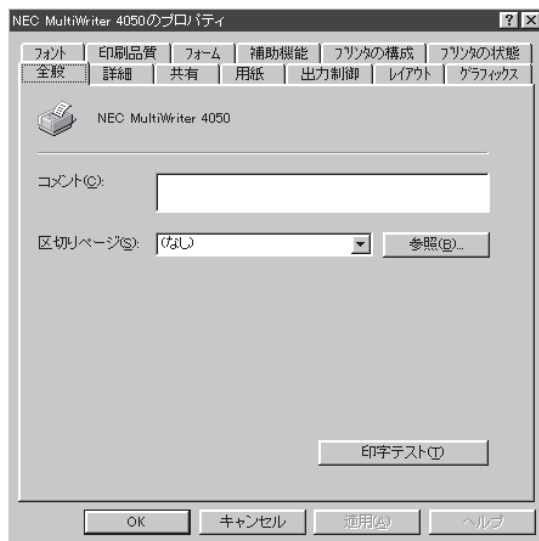 NEC MultiWriter 4050のプロパティ
フォント 印刷品質 フォーム 補助機能 プリンタの構成 プリンタの状態
全般 詳細 共有 用紙 出力制御 レイアウト グラフィックス
NEC MultiWriter 4050
コメント(C):
区切りページ(S): (なし) 参照(B)...
印字テスト(T)
OK キャンセル 適用(A) ヘルプ